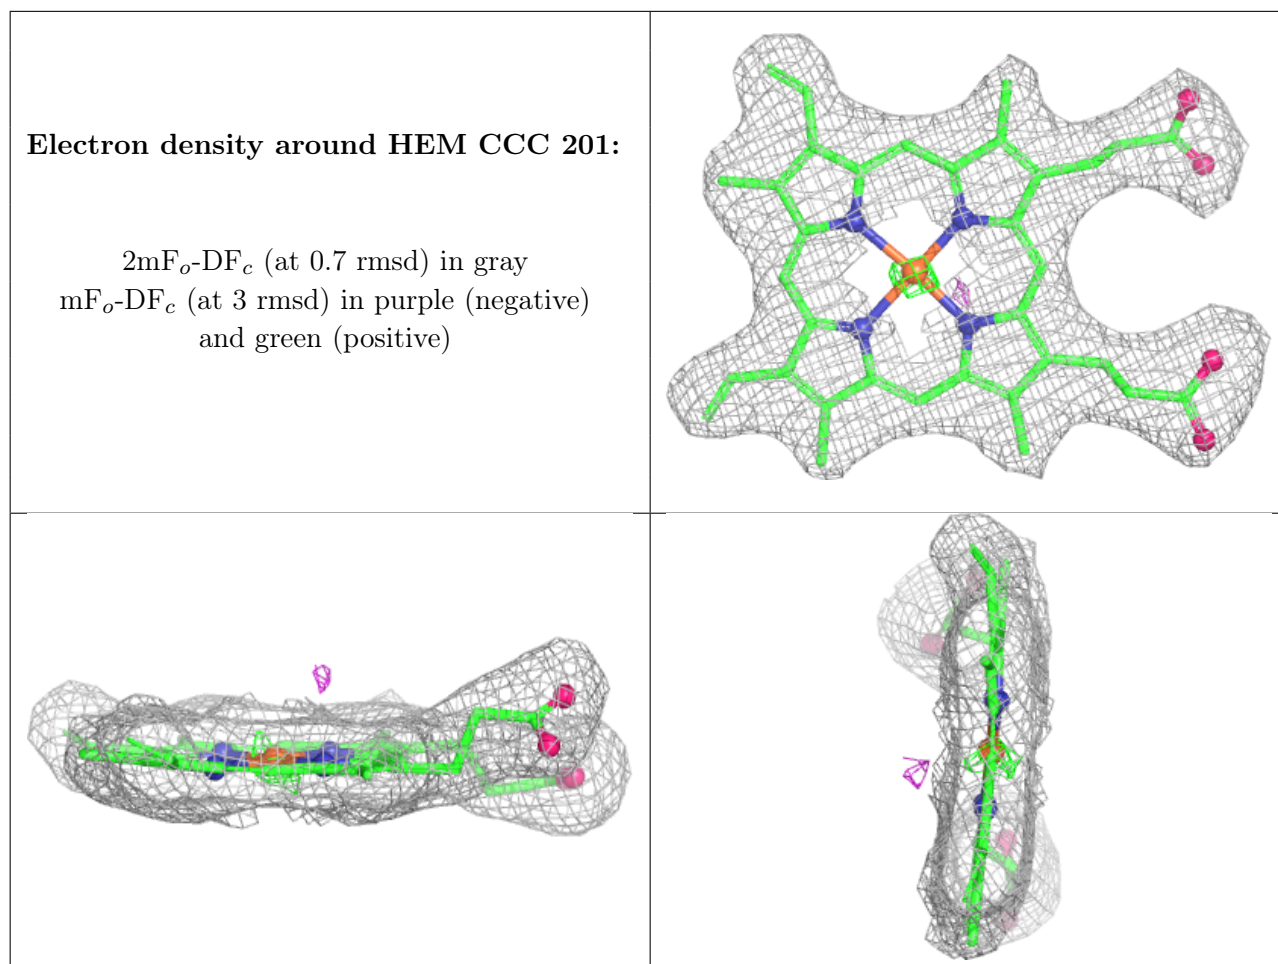 Electron density around HEM CCC 201:
2mFo-DFc (at 0.7 rmsd) in gray
mFo-DFc (at 3 rmsd) in purple (negative)
and green (positive)